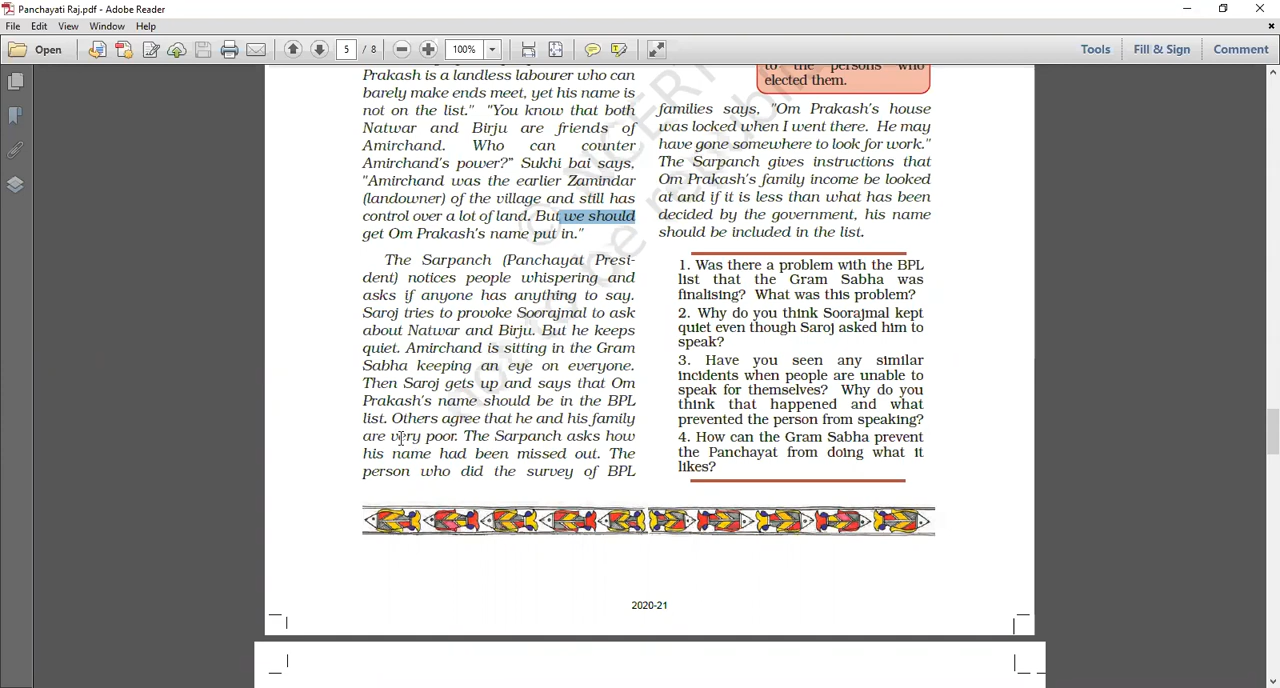 Panchayati Raj.pdf - Adobe Reader
File Edit View Window Help
Open 5 / 8 100% Tools Fill & Sign Comment
Prakash is a landless labourer who can
barely make ends meet, yet his name is
not on the list." "You know that both
Natwar and Birju are friends of
Amirchand. Who can counter
Amirchand's power?" Sukhi bai says,
"Amirchand was the earlier Zamindar
(landowner) of the village and still has
control over a lot of land. But we should
get Om Prakash's name put in."
The Sarpanch (Panchayat Presi-
dent) notices people whispering and
asks if anyone has anything to say.
Saroj tries to provoke Soorajmal to ask
about Natwar and Birju. But he keeps
quiet. Amirchand is sitting in the Gram
Sabha keeping an eye on everyone.
Then Saroj gets up and says that Om
Prakash's name should be in the BPL
list. Others agree that he and his family
are very poor. The Sarpanch asks how
his name had been missed out. The
person who did the survey of BPL
to the persons who
elected them.
families says, "Om Prakash's house
was locked when I went there. He may
have gone somewhere to look for work."
The Sarpanch gives instructions that
Om Prakash's family income be looked
at and if it is less than what has been
decided by the government, his name
should be included in the list.
1. Was there a problem with the BPL
list that the Gram Sabha was
finalising? What was this problem?
2. Why do you think Soorajmal kept
quiet even though Saroj asked him to
speak?
3. Have you seen any similar
incidents when people are unable to
speak for themselves? Why do you
think that happened and what
prevented the person from speaking?
4. How can the Gram Sabha prevent
the Panchayat from doing what it
likes?
2020-21
© NCERT
not to be republi